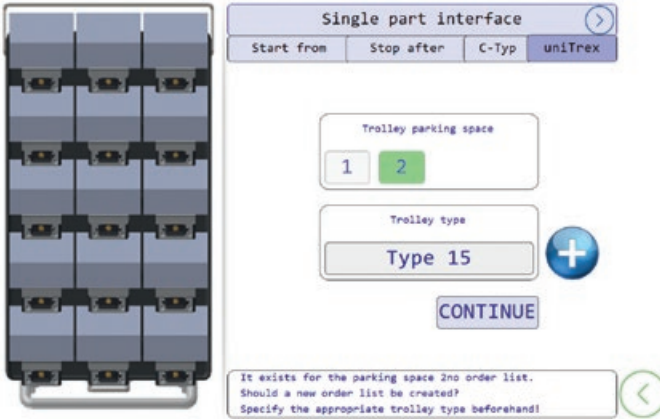 Single part interface
Start from Stop after C-Typ uniTrex
Trolley parking space
1 2
Trolley type
Type 15
CONTINUE
It exists for the parking space 2no order list.
Should a new order list be created?
Specify the appropriate trolley type beforehand!